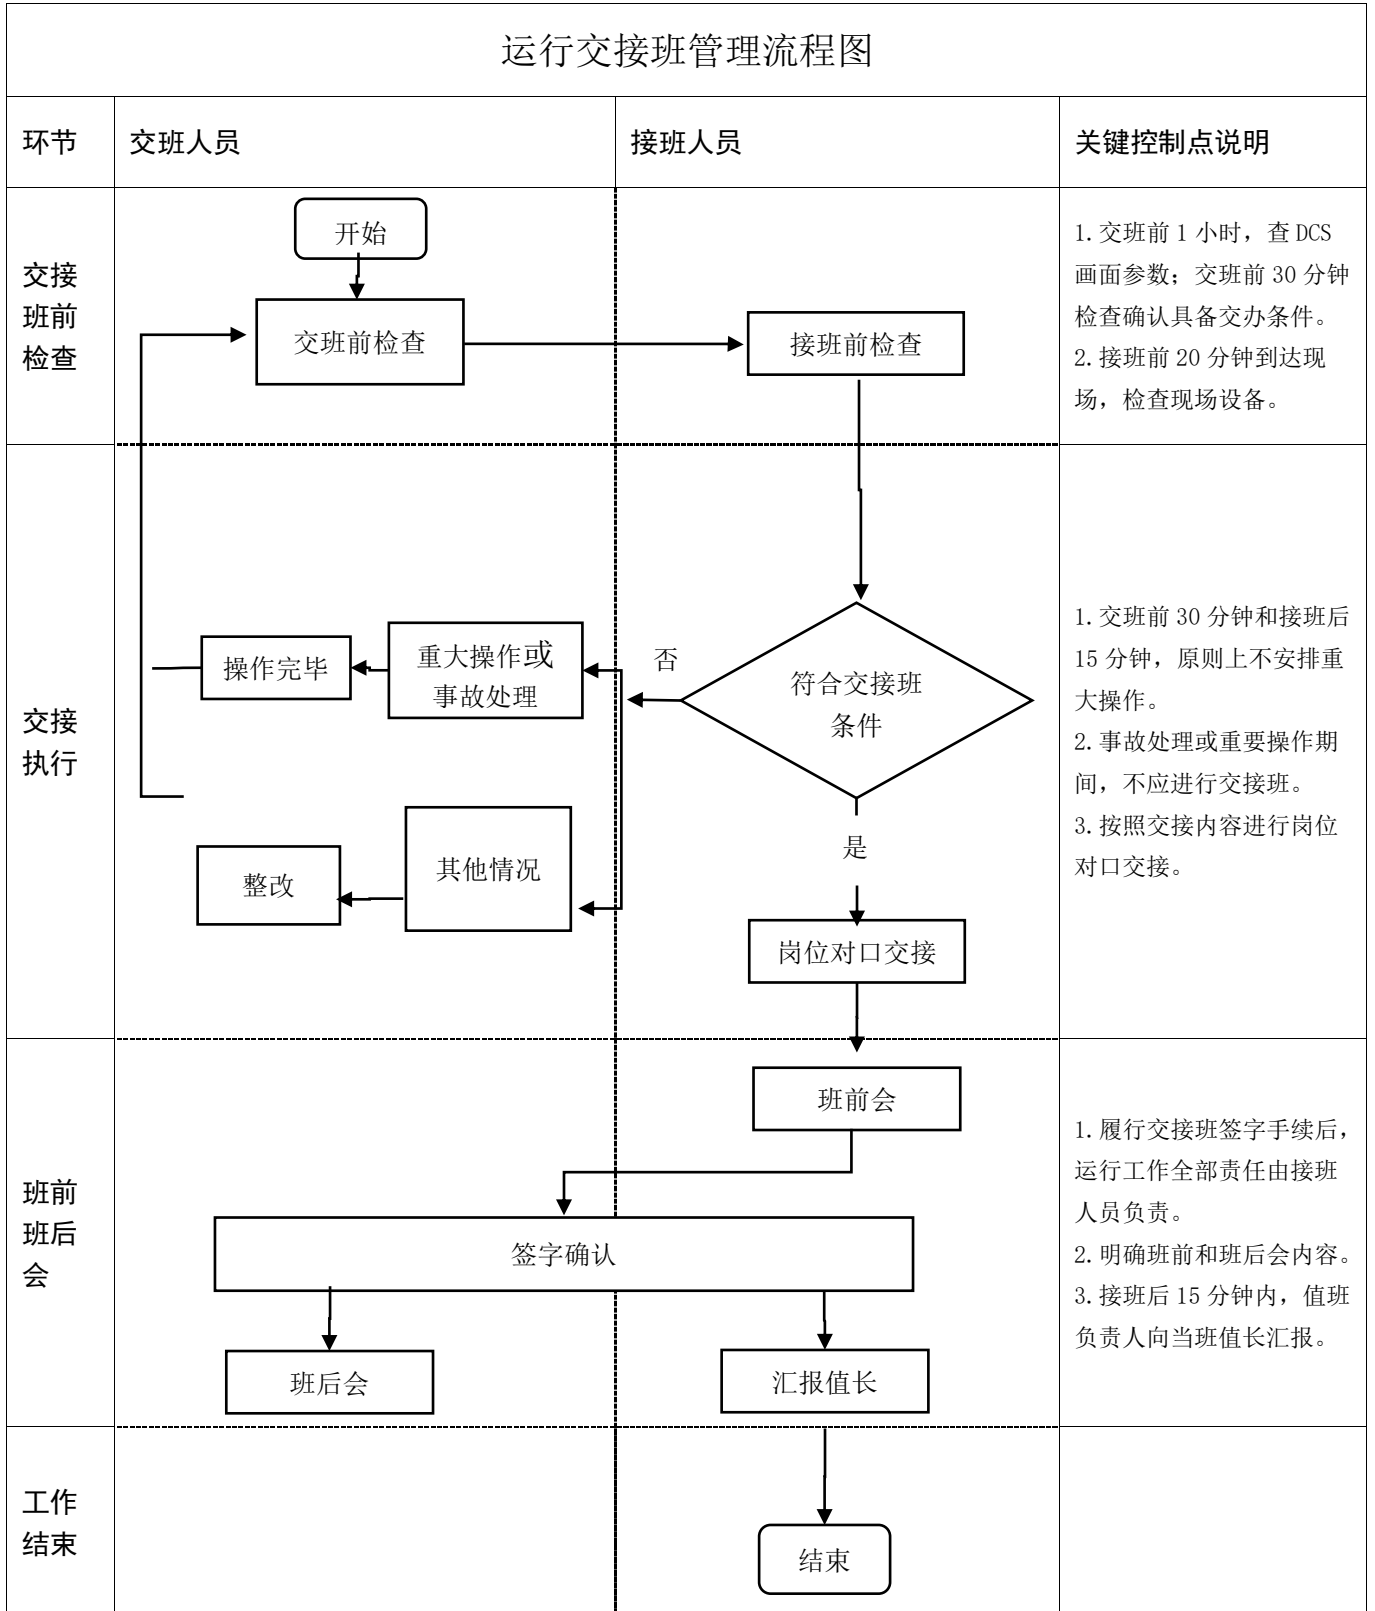 运行交接班管理流程图
环节
交班人员
接班人员
关键控制点说明
交接
班前
检查
开始
交班前检查
接班前检查
1.交班前1小时，查DCS
画面参数；交班前30分钟
检查确认具备交办条件。
2.接班前20分钟到达现
场，检查现场设备。
交接
执行
操作完毕
重大操作或
事故处理
否
符合交接班
条件
整改
其他情况
是
岗位对口交接
1.交班前30分钟和接班后
15分钟，原则上不安排重
大操作。
2.事故处理或重要操作期
间，不应进行交接班。
3.按照交接内容进行岗位
对口交接。
班前
班后
会
班前会
签字确认
班后会
汇报值长
1.履行交接班签字手续后，
运行工作全部责任由接班
人员负责。
2.明确班前和班后会内容。
3.接班后15分钟内，值班
负责人向当班值长汇报。
工作
结束
结束